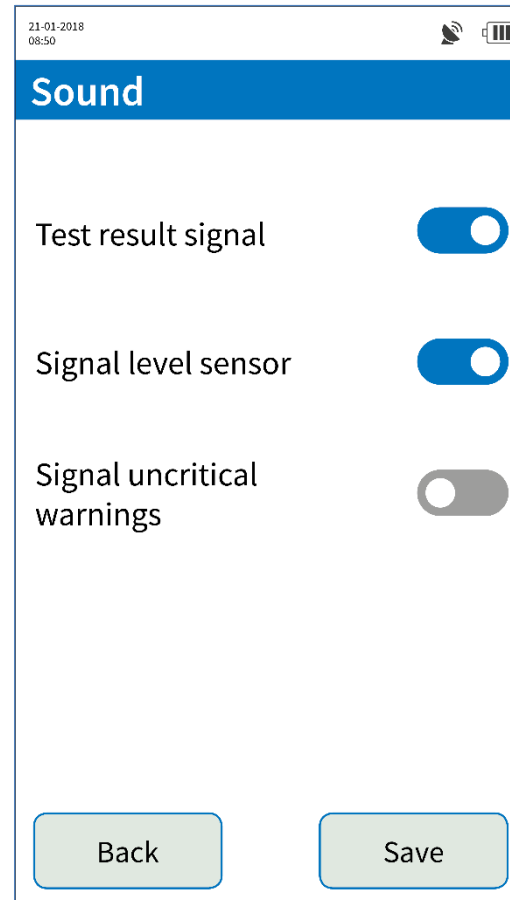 21-01-2018
08:50
Sound
Test result signal
Signal level sensor
Signal uncritical
warnings
Back
Save